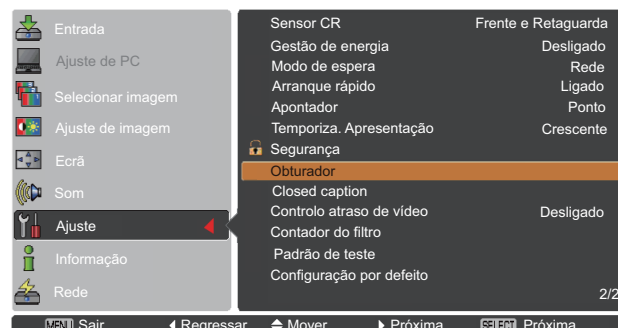 Entrada
Ajuste de PC
Selecionar imagem
Ajuste de imagem
Ecrã
Som
Ajuste
Informação
Rede
Sensor CR Frente e Retaguarda
Gestão de energia Desligado
Modo de espera Rede
Arranque rápido Ligado
Apontador Ponto
Temporiza. Apresentação Crescente
Segurança
Obturador
Closed caption
Controlo atraso de vídeo Desligado
Contador do filtro
Padrão de teste
Configuração por defeito
2/2
MENU Sair Regressar Mover Próxima SELECT Próxima